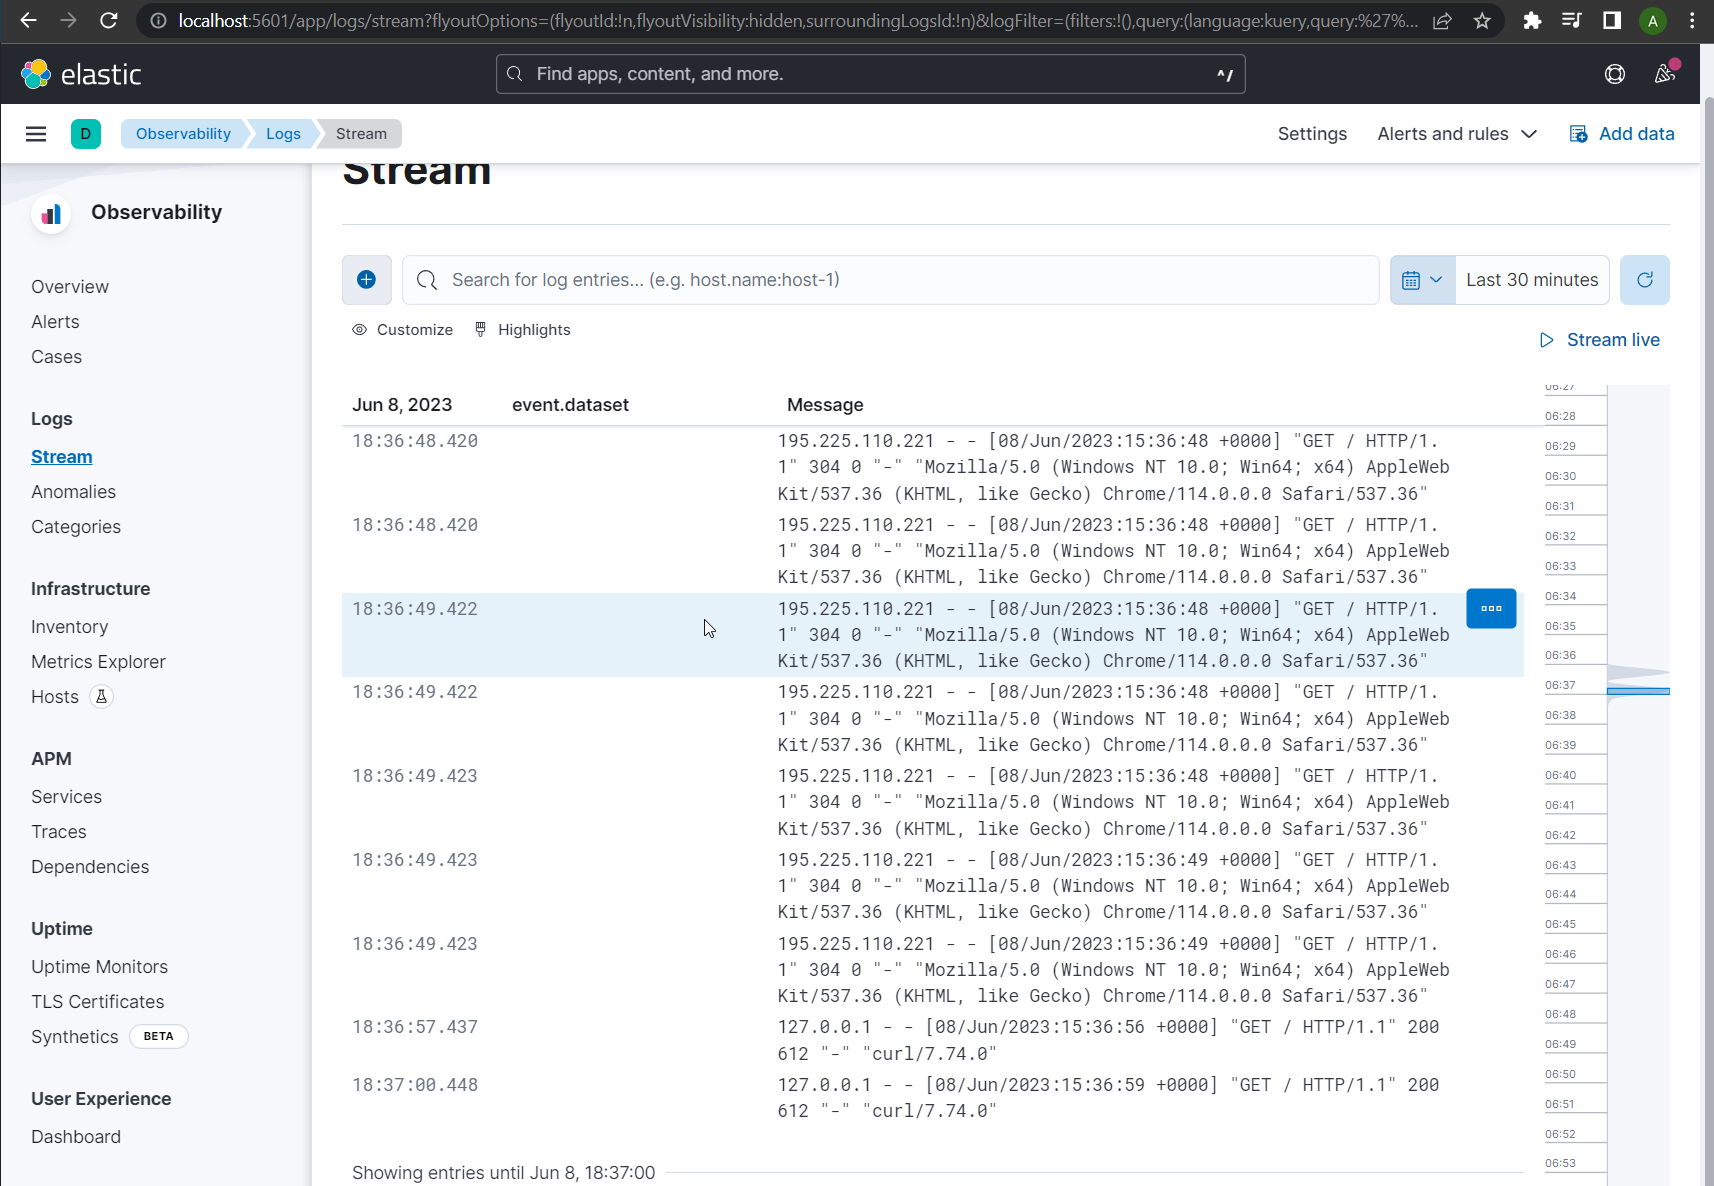 localhost:5601/app/logs/stream?flyoutOptions=(flyoutId:!n,flyoutVisibility:hidden,surroundingLogsId:!n)&logFilter=(filters:!(),query:(language:kuery,query:%27%...
A
elastic
Find apps, content, and more.
^/
D
Observability
Logs
Stream
Settings
Alerts and rules
Add data
Stream
Observability
Overview
Alerts
Cases
Logs
Stream
Anomalies
Categories
Infrastructure
Inventory
Metrics Explorer
Hosts
APM
Services
Traces
Dependencies
Uptime
Uptime Monitors
TLS Certificates
Synthetics BETA
User Experience
Dashboard
Search for log entries... (e.g. host.name:host-1)
Last 30 minutes
Customize
Highlights
Stream live
Jun 8, 2023 event.dataset Message
18:36:48.420 195.225.110.221 - - [08/Jun/2023:15:36:48 +0000] "GET / HTTP/1.
1" 304 0 "-" "Mozilla/5.0 (Windows NT 10.0; Win64; x64) AppleWeb
Kit/537.36 (KHTML, like Gecko) Chrome/114.0.0.0 Safari/537.36"
18:36:48.420 195.225.110.221 - - [08/Jun/2023:15:36:48 +0000] "GET / HTTP/1.
1" 304 0 "-" "Mozilla/5.0 (Windows NT 10.0; Win64; x64) AppleWeb
Kit/537.36 (KHTML, like Gecko) Chrome/114.0.0.0 Safari/537.36"
18:36:49.422 195.225.110.221 - - [08/Jun/2023:15:36:48 +0000] "GET / HTTP/1.
1" 304 0 "-" "Mozilla/5.0 (Windows NT 10.0; Win64; x64) AppleWeb
Kit/537.36 (KHTML, like Gecko) Chrome/114.0.0.0 Safari/537.36"
18:36:49.422 195.225.110.221 - - [08/Jun/2023:15:36:48 +0000] "GET / HTTP/1.
1" 304 0 "-" "Mozilla/5.0 (Windows NT 10.0; Win64; x64) AppleWeb
Kit/537.36 (KHTML, like Gecko) Chrome/114.0.0.0 Safari/537.36"
18:36:49.423 195.225.110.221 - - [08/Jun/2023:15:36:48 +0000] "GET / HTTP/1.
1" 304 0 "-" "Mozilla/5.0 (Windows NT 10.0; Win64; x64) AppleWeb
Kit/537.36 (KHTML, like Gecko) Chrome/114.0.0.0 Safari/537.36"
18:36:49.423 195.225.110.221 - - [08/Jun/2023:15:36:49 +0000] "GET / HTTP/1.
1" 304 0 "-" "Mozilla/5.0 (Windows NT 10.0; Win64; x64) AppleWeb
Kit/537.36 (KHTML, like Gecko) Chrome/114.0.0.0 Safari/537.36"
18:36:49.423 195.225.110.221 - - [08/Jun/2023:15:36:49 +0000] "GET / HTTP/1.
1" 304 0 "-" "Mozilla/5.0 (Windows NT 10.0; Win64; x64) AppleWeb
Kit/537.36 (KHTML, like Gecko) Chrome/114.0.0.0 Safari/537.36"
18:36:57.437 127.0.0.1 - - [08/Jun/2023:15:36:56 +0000] "GET / HTTP/1.1" 200
612 "-" "curl/7.74.0"
18:37:00.448 127.0.0.1 - - [08/Jun/2023:15:36:59 +0000] "GET / HTTP/1.1" 200
612 "-" "curl/7.74.0"
Showing entries until Jun 8, 18:37:00
06:27
06:28
06:29
06:30
06:31
06:32
06:33
06:34
06:35
06:36
06:37
06:38
06:39
06:40
06:41
06:42
06:43
06:44
06:45
06:46
06:47
06:48
06:49
06:50
06:51
06:52
06:53